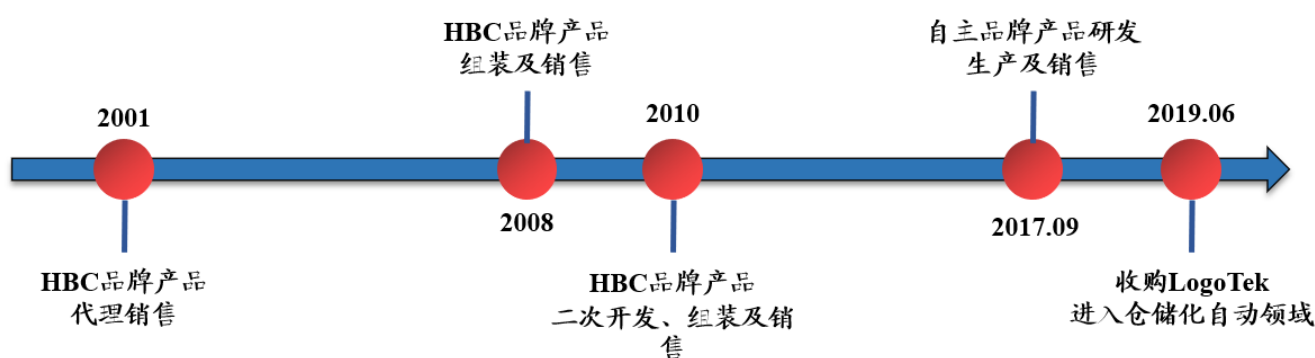 2001
HBC品牌产品
代理销售
HBC品牌产品
组装及销售
2008
2010
HBC品牌产品
二次开发、组装及销
售
自主品牌产品研发
生产及销售
2017.09
2019.06
收购LogoTek
进入仓储化自动领域